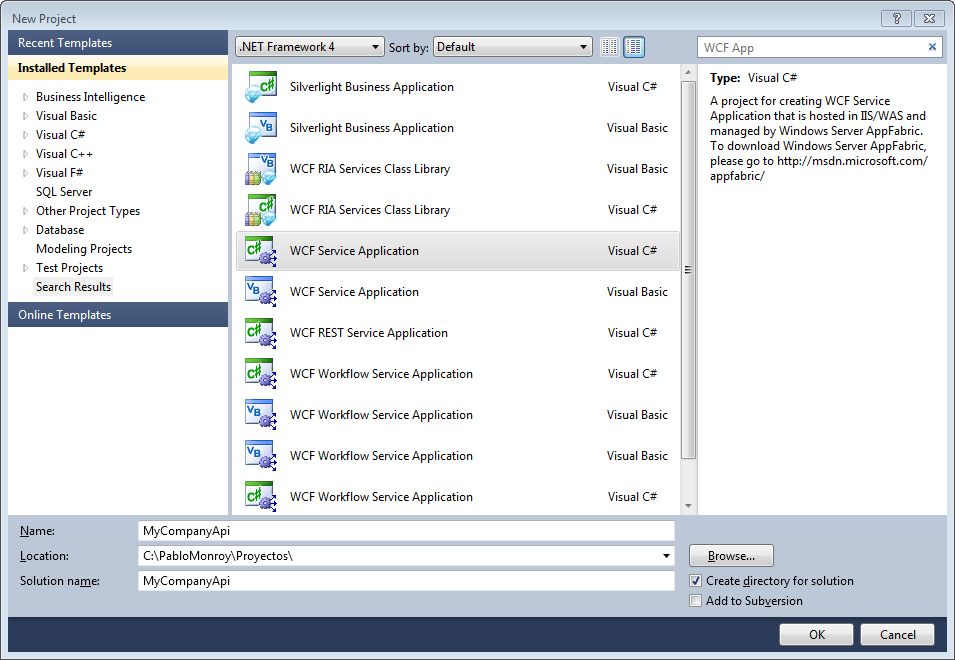 New Project
Recent Templates
Installed Templates
Business Intelligence
Visual Basic
Visual C#
Visual C++
Visual F#
SQL Server
Other Project Types
Database
Modeling Projects
Test Projects
Search Results
Online Templates
.NET Framework 4 Sort by: Default
Silverlight Business Application Visual C#
Silverlight Business Application Visual Basic
WCF RIA Services Class Library Visual Basic
WCF RIA Services Class Library Visual C#
WCF Service Application Visual C#
WCF Service Application Visual Basic
WCF REST Service Application Visual C#
WCF Workflow Service Application Visual C#
WCF Workflow Service Application Visual Basic
WCF Workflow Service Application Visual Basic
WCF Workflow Service Application Visual C#
WCF App
Type: Visual C#
A project for creating WCF Service
Application that is hosted in IIS/WAS and
managed by Windows Server AppFabric.
To download Windows Server AppFabric,
please go to http://msdn.microsoft.com/
appfabric/
Name: MyCompanyApi
Location: C:\PabloMonroy\Proyectos\ Browse...
Solution name: MyCompanyApi
Create directory for solution
Add to Subversion
OK Cancel